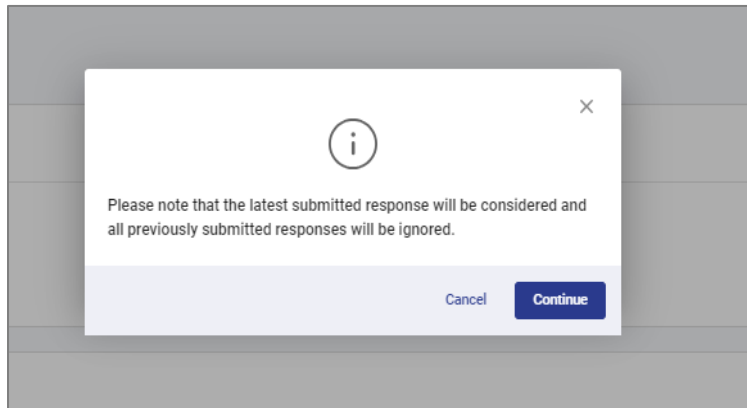 Please note that the latest submitted response will be considered and
all previously submitted responses will be ignored.
Cancel
Continue